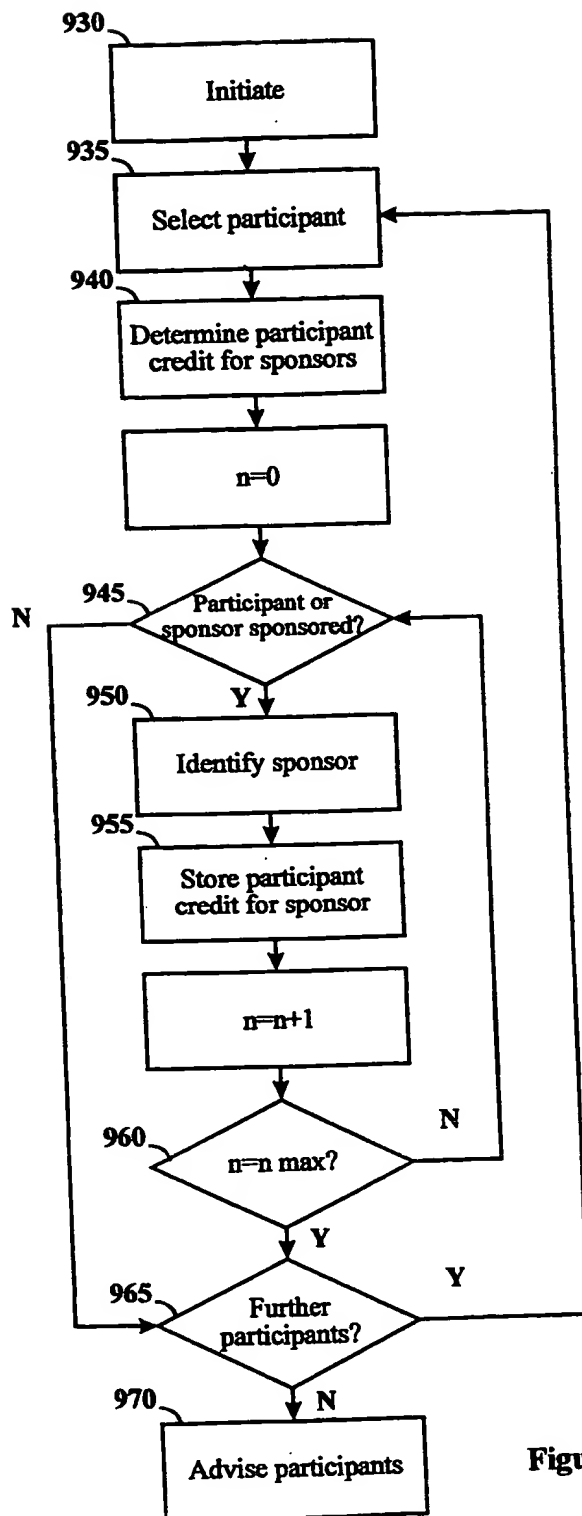 930
Initiate
935
Select participant
940
Determine participant
credit for sponsors
n=0
945
N
Participant or
sponsor sponsored?
Y
950
Identify sponsor
955
Store participant
credit for sponsor
n=n+1
960
N
n=n max?
Y
965
Y
Further
participants?
N
970
Advise participants